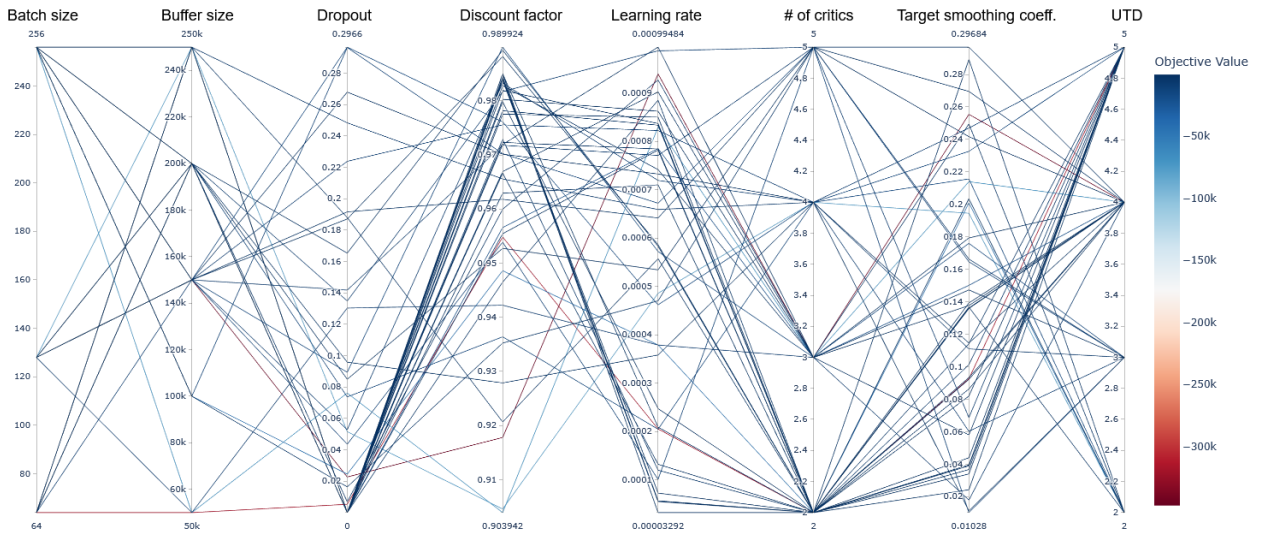 Batch size Buffer size Dropout Discount factor Learning rate # of critics Target smoothing coeff. UTD
256 250k 0.2966 0.989924 0.00099484 5 0.29684 5
Objective Value
240 220 200 180 160 140 120 100 80
240k 220k 200k 180k 160k 140k 120k 100k 80k 60k
0.28 0.26 0.24 0.22 0.2 0.18 0.16 0.14 0.12 0.1 0.08 0.06 0.04 0.02
0.98 0.97 0.96 0.95 0.94 0.93 0.92 0.91
0.0009 0.0008 0.0007 0.0006 0.0005 0.0004 0.0003 0.0002 0.0001
5 4.8 4.6 4.4 4.2 4 3.8 3.6 3.4 3.2 3 2.8 2.6 2.4 2.2 2
0.28 0.26 0.24 0.22 0.2 0.18 0.16 0.14 0.12 0.1 0.08 0.06 0.04 0.02
5 4.8 4.6 4.4 4.2 4 3.8 3.6 3.4 3.2 3 2.8 2.6 2.4 2.2 2
−50k
−100k
−150k
−200k
−250k
−300k
64 50k 0 0.903942 0.00003292 2 0.01028 2